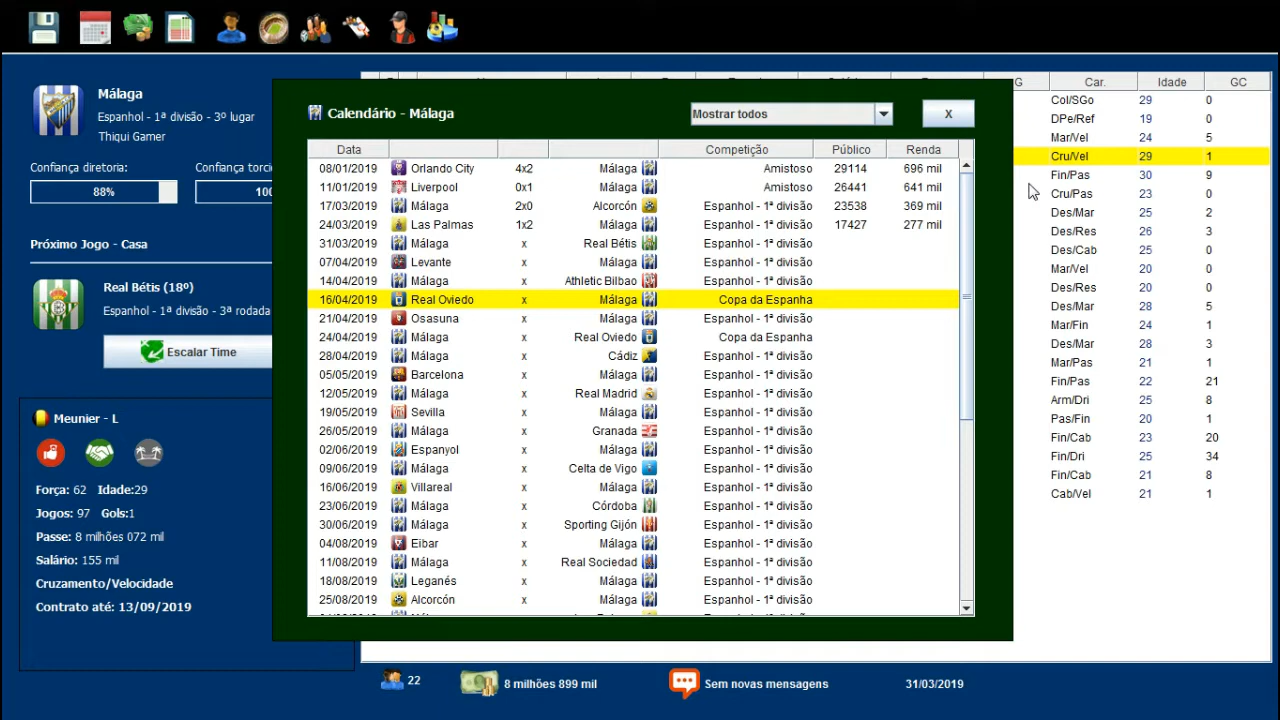 Málaga
Espanhol - 1ª divisão - 3º lugar
Thiqui Gamer
Confiança diretoria:
Confiança torci
88%
100
Próximo Jogo - Casa
Real Bétis (18º)
Espanhol - 1ª divisão - 3ª rodada
Escalar Time
Meunier - L
Força: 62 Idade:29
Jogos: 97 Gols:1
Passe: 8 milhões 072 mil
Salário: 155 mil
Cruzamento/Velocidade
Contrato até: 13/09/2019
Calendário - Málaga
Mostrar todos
X
Data Competição Público Renda
08/01/2019 Orlando City 4x2 Málaga Amistoso 29114 696 mil
11/01/2019 Liverpool 0x1 Málaga Amistoso 26441 641 mil
17/03/2019 Málaga 2x0 Alcorcón Espanhol - 1ª divisão 23538 369 mil
24/03/2019 Las Palmas 1x2 Málaga Espanhol - 1ª divisão 17427 277 mil
31/03/2019 Málaga x Real Bétis Espanhol - 1ª divisão
07/04/2019 Levante x Málaga Espanhol - 1ª divisão
14/04/2019 Málaga x Athletic Bilbao Espanhol - 1ª divisão
16/04/2019 Real Oviedo x Málaga Copa da Espanha
21/04/2019 Osasuna x Málaga Espanhol - 1ª divisão
24/04/2019 Málaga x Real Oviedo Copa da Espanha
28/04/2019 Málaga x Cádiz Espanhol - 1ª divisão
05/05/2019 Barcelona x Málaga Espanhol - 1ª divisão
12/05/2019 Málaga x Real Madrid Espanhol - 1ª divisão
19/05/2019 Sevilla x Málaga Espanhol - 1ª divisão
26/05/2019 Málaga x Granada Espanhol - 1ª divisão
02/06/2019 Espanyol x Málaga Espanhol - 1ª divisão
09/06/2019 Málaga x Celta de Vigo Espanhol - 1ª divisão
16/06/2019 Villareal x Málaga Espanhol - 1ª divisão
23/06/2019 Málaga x Córdoba Espanhol - 1ª divisão
30/06/2019 Málaga x Sporting Gijón Espanhol - 1ª divisão
04/08/2019 Eibar x Málaga Espanhol - 1ª divisão
11/08/2019 Málaga x Real Sociedad Espanhol - 1ª divisão
18/08/2019 Leganés x Málaga Espanhol - 1ª divisão
25/08/2019 Alcorcón x Málaga Espanhol - 1ª divisão
G Car. Idade GC
Col/SGo 29 0
DPe/Ref 19 0
Mar/Vel 24 5
Cru/Vel 29 1
Fin/Pas 30 9
Cru/Pas 23 0
Des/Mar 25 2
Des/Res 26 3
Des/Cab 25 0
Mar/Vel 20 0
Des/Res 20 0
Des/Mar 28 5
Mar/Fin 24 1
Des/Mar 28 3
Mar/Pas 21 1
Fin/Pas 22 21
Arm/Dri 25 8
Pas/Fin 20 1
Fin/Cab 23 20
Fin/Dri 25 34
Fin/Cab 21 8
Cab/Vel 21 1
22
8 milhões 899 mil
Sem novas mensagens
31/03/2019